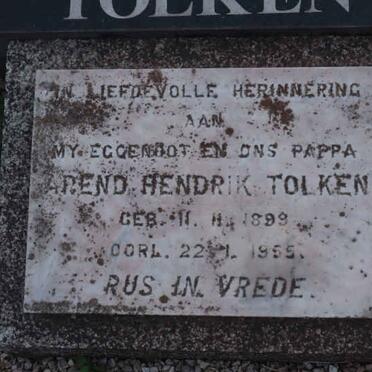 TOLKEN
IN LIEFDEVOLLE HERINNERING
AAN
MY EGGENOOT EN ONS PAPPA
AREND HENDRIK TOLKEN
GEB. 11. 11. 1899
OORL. 22. 1. 1955.
RUS IN VREDE.